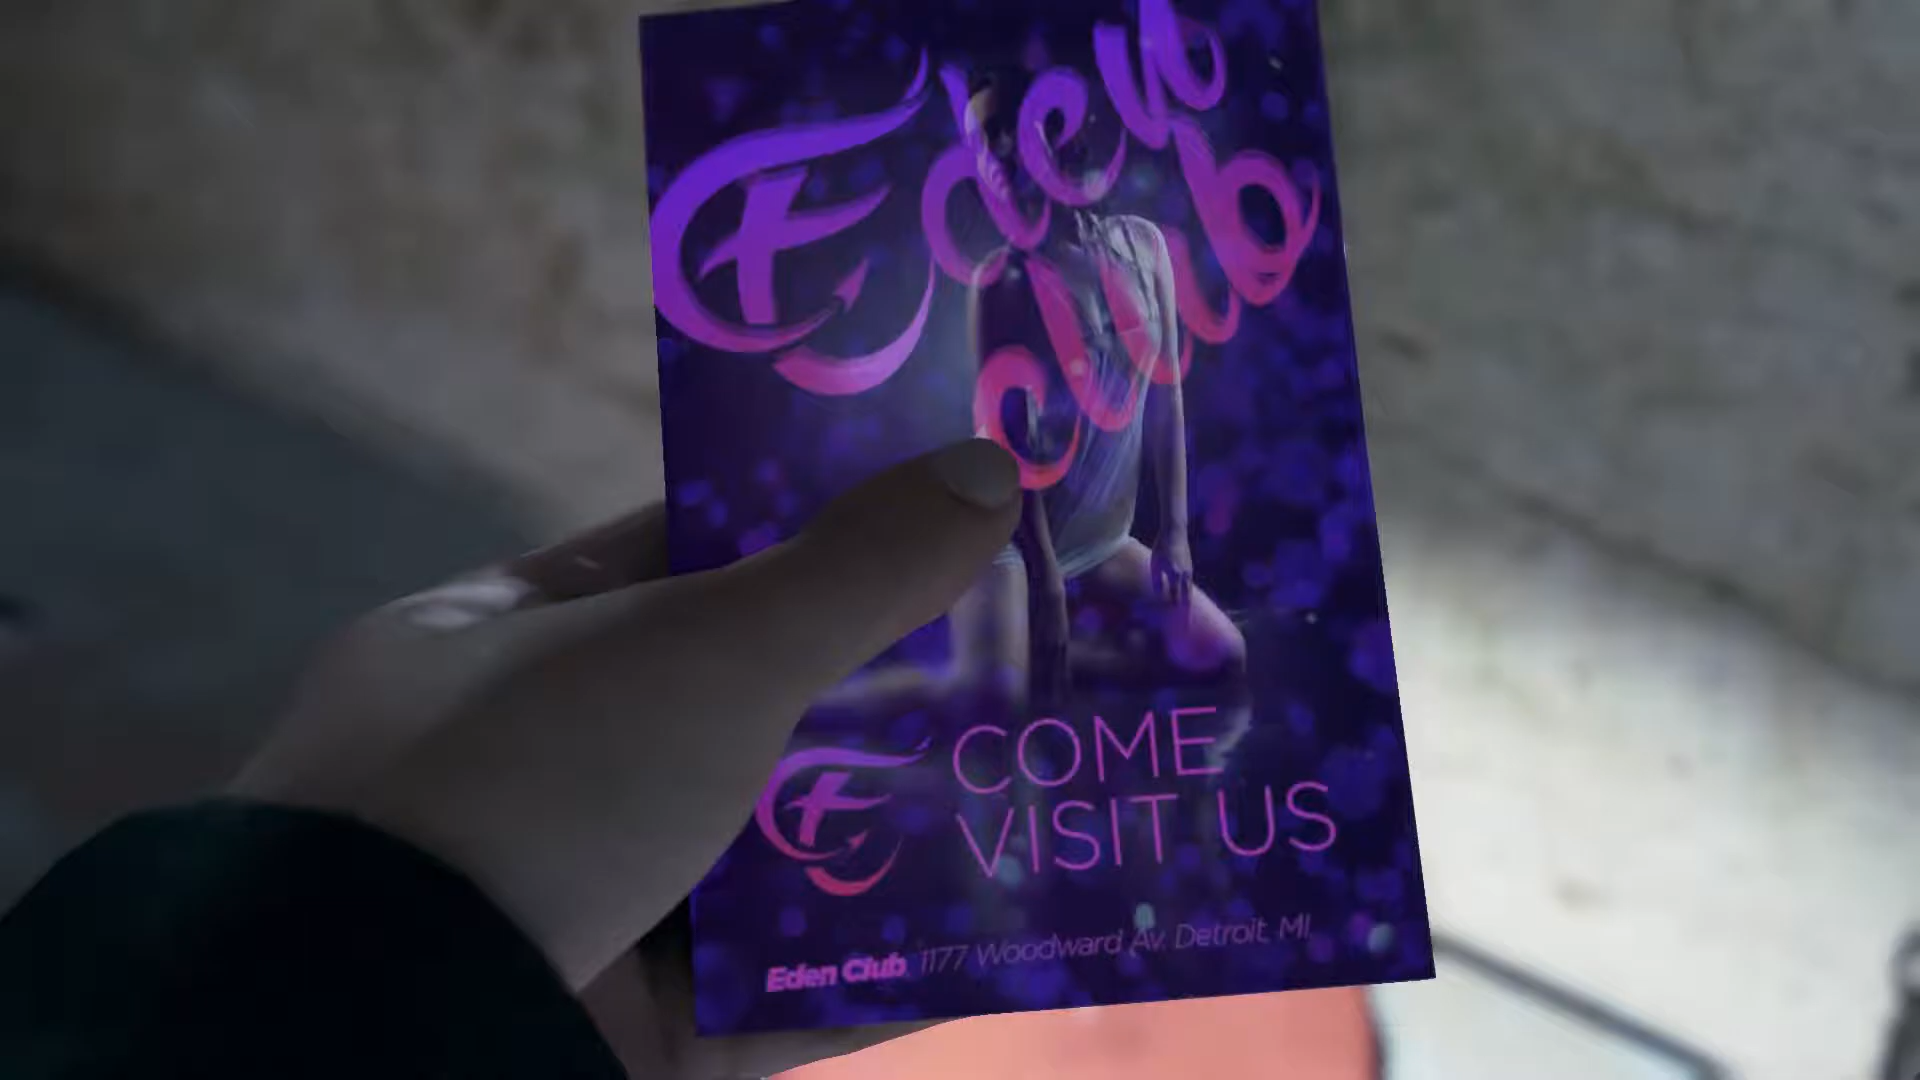 Eden
club
COME
VISIT US
Eden Club 1177 Woodward Av. Detroit, MI